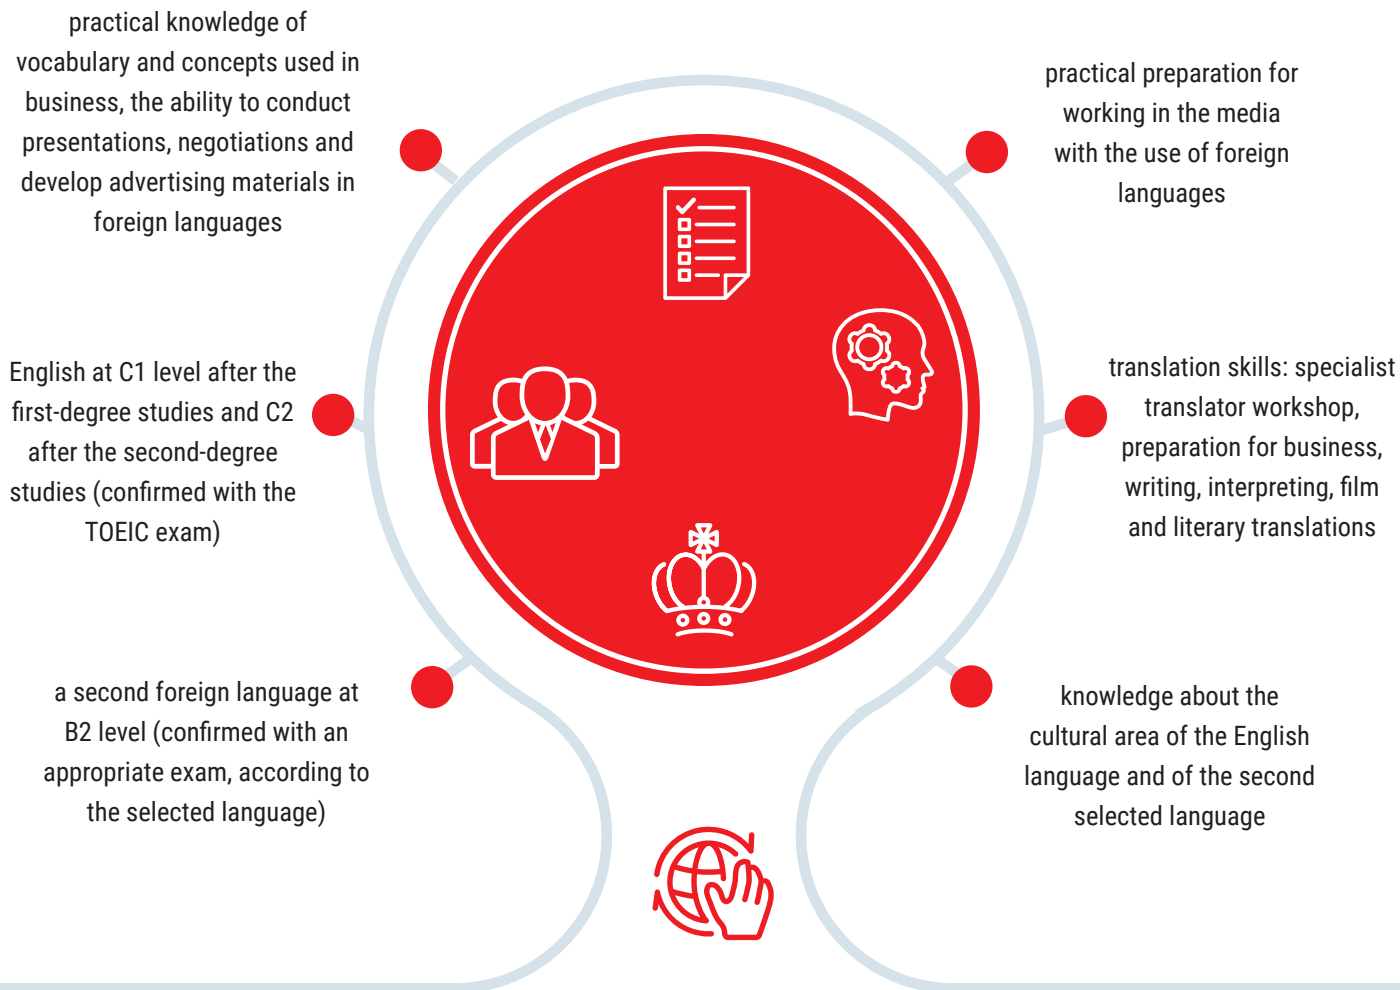 practical knowledge of
vocabulary and concepts used in
business, the ability to conduct
presentations, negotiations and
develop advertising materials in
foreign languages
English at C1 level after the
first-degree studies and C2
after the second-degree
studies (confirmed with the
TOEIC exam)
a second foreign language at
B2 level (confirmed with an
appropriate exam, according to
the selected language)
practical preparation for
working in the media
with the use of foreign
languages
translation skills: specialist
translator workshop,
preparation for business,
writing, interpreting, film
and literary translations
knowledge about the
cultural area of the English
language and of the second
selected language